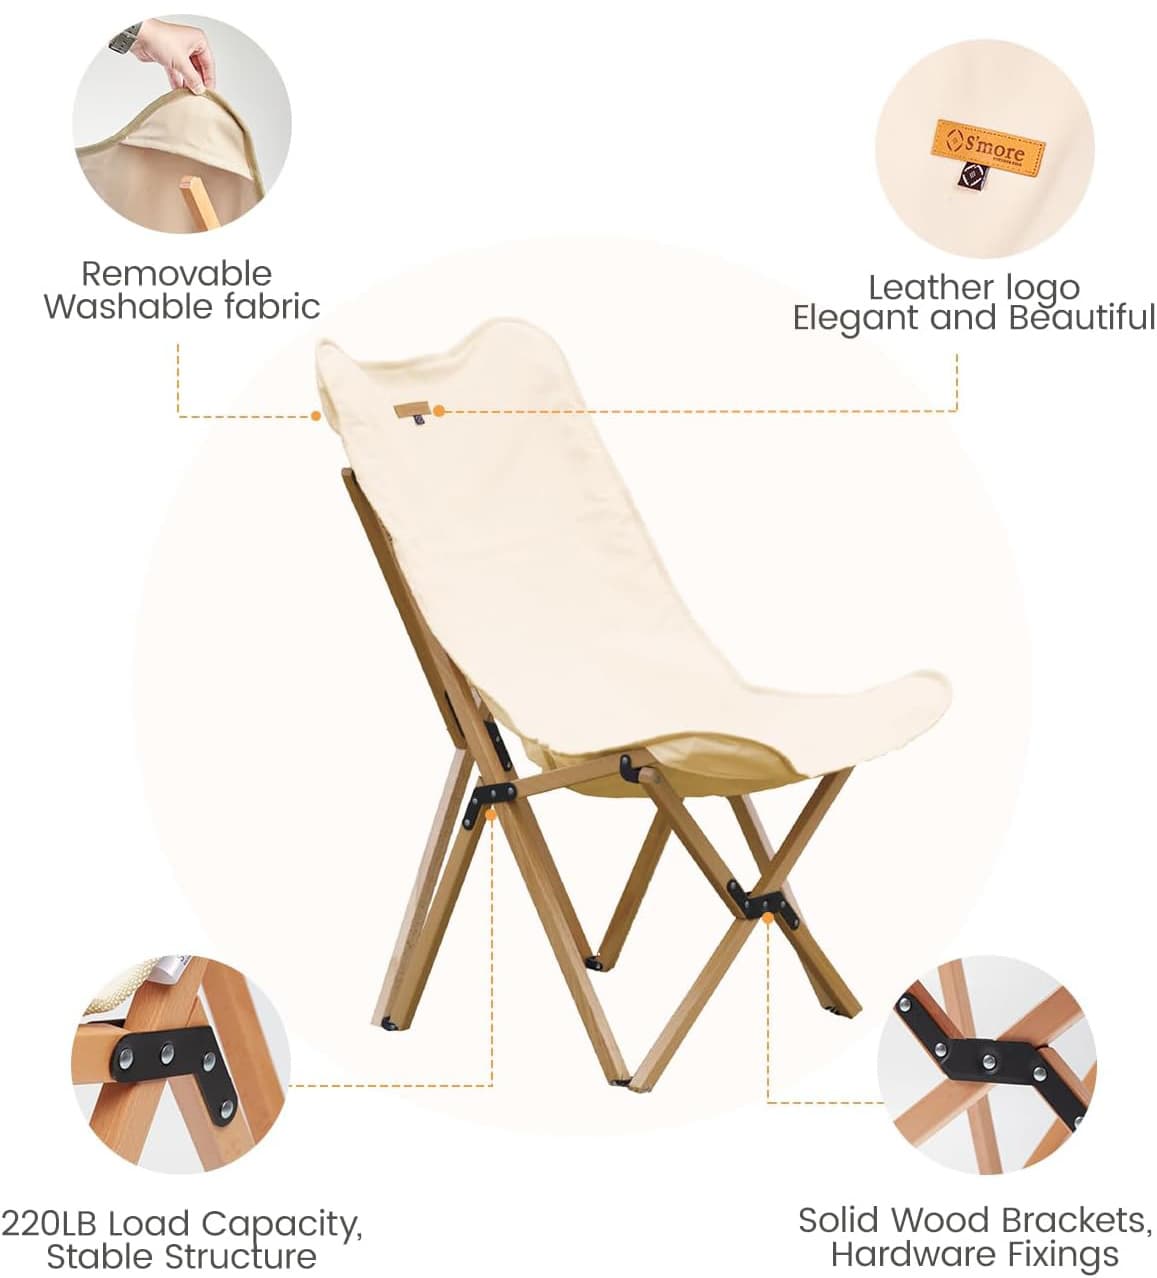 Removable
Washable fabric
S'more
Leather logo
Elegant and Beautiful
220LB Load Capacity,
Stable Structure
Solid Wood Brackets,
Hardware Fixings